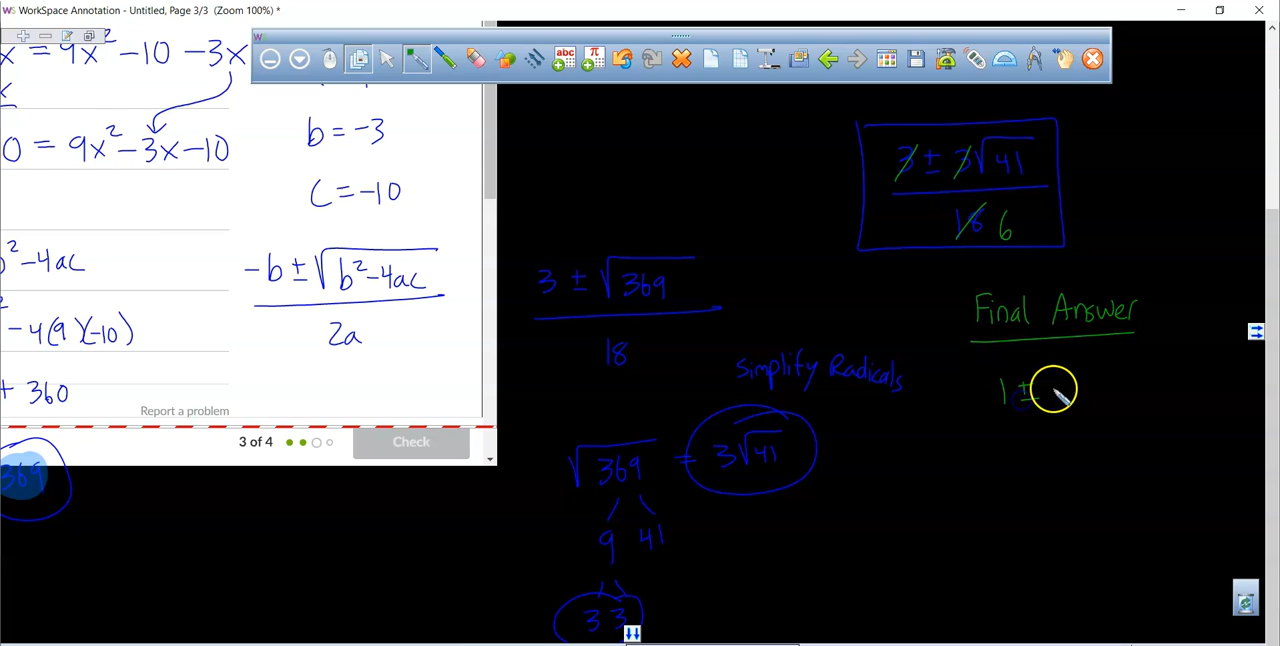 WorkSpace Annotation - Untitled, Page 3/3 (Zoom 100%) *
x = 9x² -10 -3x
x
0 = 9x² -3x -10
b = -3
c = -10
² -4ac
-4(9)(-10)
+ 360
369
-b ± √b² -4ac
2a
Report a problem
3 of 4
Check
abc
π
3 ± √369
18
Simplify Radicals
√369 = 3√41
9 41
3 3
3 ± 3√41
18 6
Final Answer
1 ±